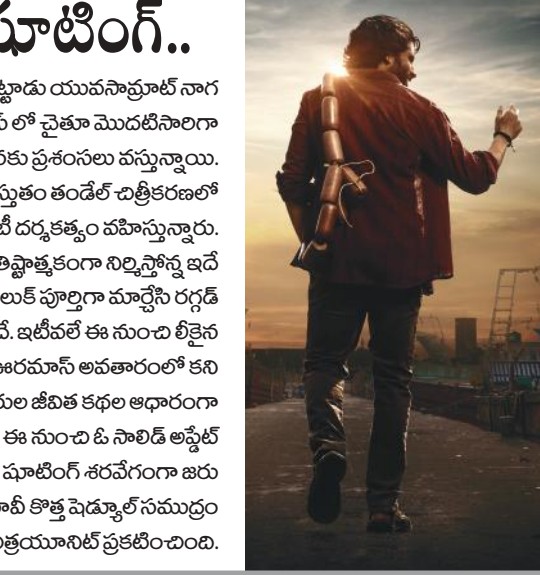 షూటింగ్..
ట్టాడు యువసామ్రాట్ నాగ
లో చైతూ మొదటిసారిగా
నకు ప్రశంసలు వస్తున్నాయి.
స్తుతం తండేల్ చిత్రీకరణలో
టీ దర్శకత్వం వహిస్తున్నారు.
తిష్టాత్మకంగా నిర్మిస్తోన్న ఇదే
లుక్ పూర్తిగా మార్చేసి రగ్గడ్
వే. ఇటీవలే ఈ నుంచి లీకైన
ఊరమాస్ అవతారంలో కని
రుల జీవిత కథల ఆధారంగా
ఈ నుంచి ఓ సాలిడ్ అప్డేట్
షూటింగ్ శరవేగంగా జరు
మావీ కొత్త షెడ్యూల్ సముద్రం
చిత్రయూనిట్ ప్రకటించింది.